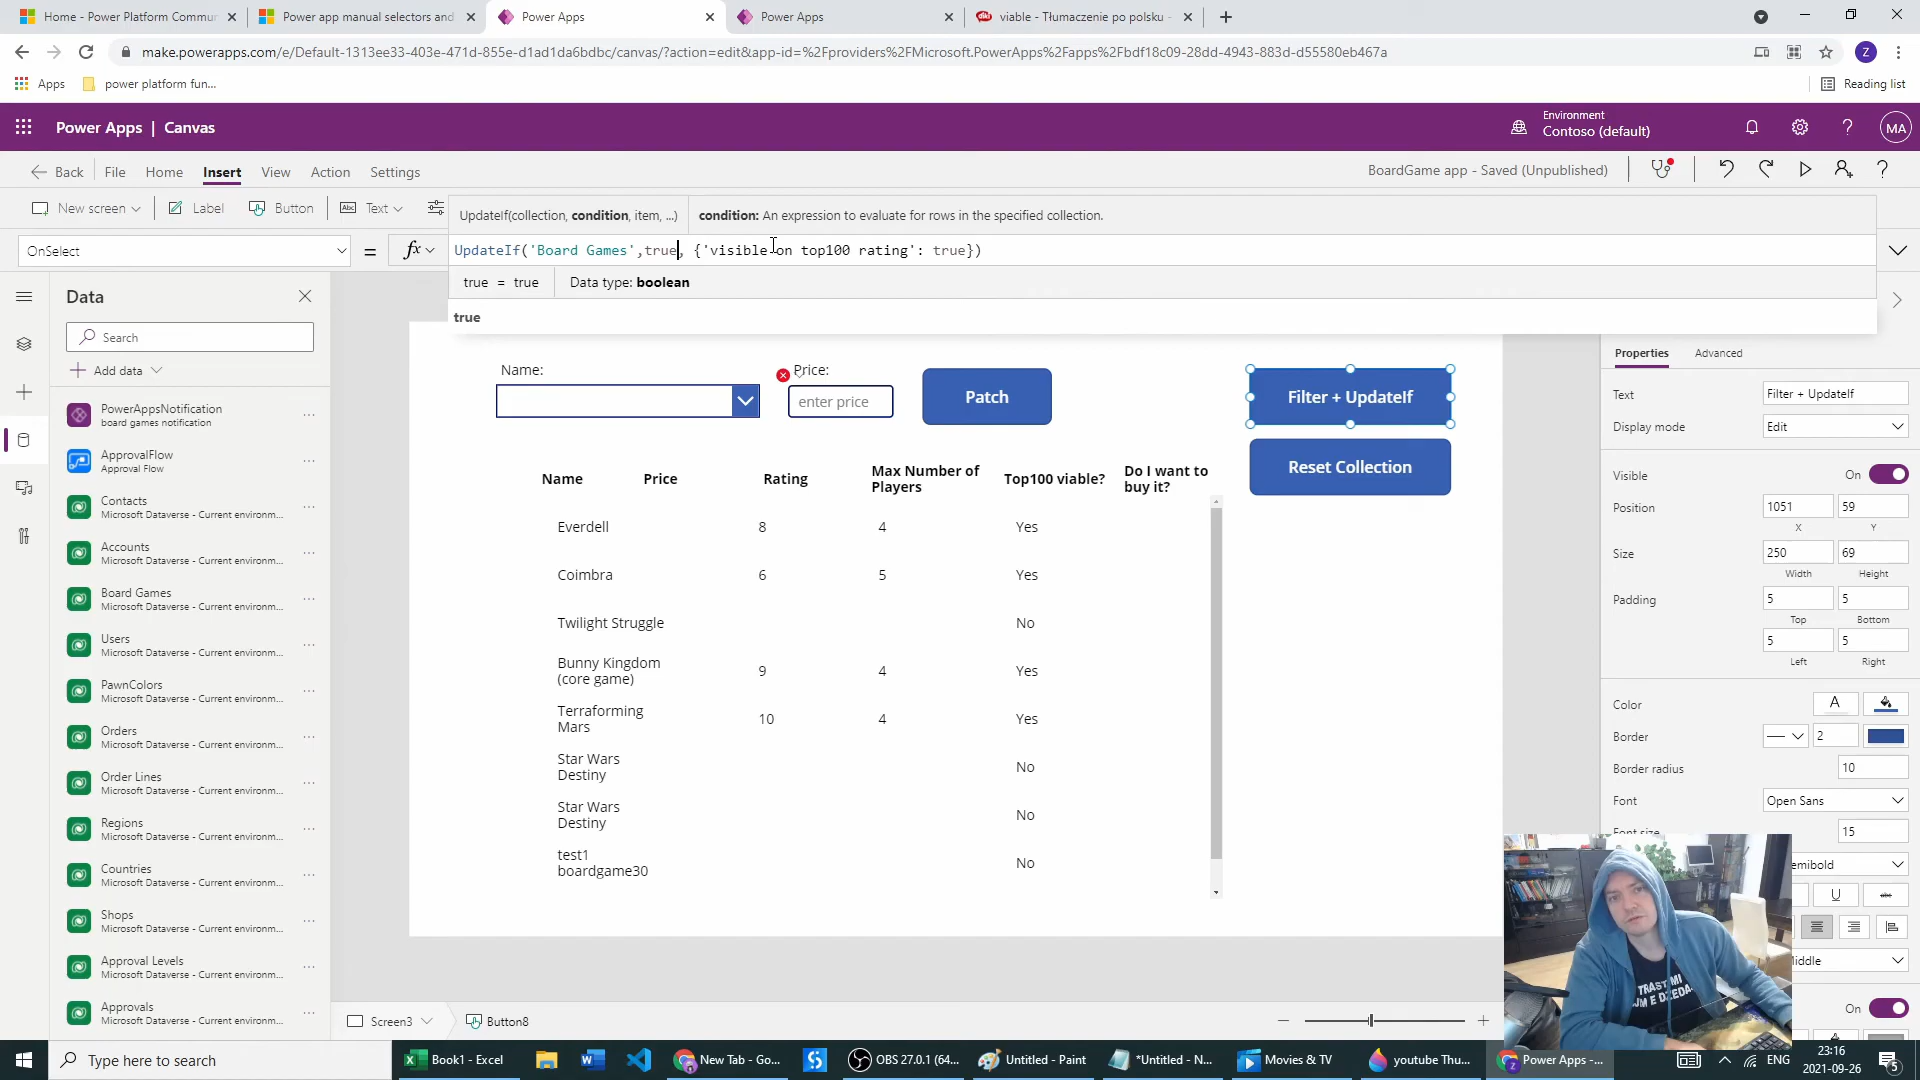 Home - Power Platform Commun
Power app manual selectors and
Power Apps
Power Apps
viable - Tłumaczenie po polsku -
make.powerapps.com/e/Default-1313ee33-403e-471d-855e-d1ad1da6bdbc/canvas/?action=edit&app-id=%2Fproviders%2FMicrosoft.PowerApps%2Fapps%2Fbdf18c09-28dd-4943-883d-d55580eb467a
Z
Apps
power platform fun...
Reading list
Power Apps | Canvas
Environment
Contoso (default)
MA
Back
File
Home
Insert
View
Action
Settings
BoardGame app - Saved (Unpublished)
New screen
Label
Button
Text
UpdateIf(collection, condition, item, ...)
condition: An expression to evaluate for rows in the specified collection.
OnSelect
=
fx
UpdateIf('Board Games',true, {'visible on top100 rating': true})
true = true
Data type: boolean
true
Data
Search
Add data
PowerAppsNotification
board games notification
ApprovalFlow
Approval Flow
Contacts
Microsoft Dataverse - Current environm...
Accounts
Microsoft Dataverse - Current environm...
Board Games
Microsoft Dataverse - Current environm...
Users
Microsoft Dataverse - Current environm...
PawnColors
Microsoft Dataverse - Current environm...
Orders
Microsoft Dataverse - Current environm...
Order Lines
Microsoft Dataverse - Current environm...
Regions
Microsoft Dataverse - Current environm...
Countries
Microsoft Dataverse - Current environm...
Shops
Microsoft Dataverse - Current environm...
Approval Levels
Microsoft Dataverse - Current environm...
Approvals
Microsoft Dataverse - Current environm...
Name:
Price:
enter price
Patch
Filter + UpdateIf
Reset Collection
Name Price Rating Max Number of Players Top100 viable? Do I want to buy it?
Everdell 8 4 Yes
Coimbra 6 5 Yes
Twilight Struggle No
Bunny Kingdom (core game) 9 4 Yes
Terraforming Mars 10 4 Yes
Star Wars Destiny No
Star Wars Destiny No
test1 boardgame30 No
Properties
Advanced
Text
Filter + UpdateIf
Display mode
Edit
Visible
On
Position
1051
59
X
Y
Size
250
69
Width
Height
Padding
5
5
Top
Bottom
5
5
Left
Right
Color
A
Border
2
Border radius
10
Font
Open Sans
Font size
15
emibold
U
iddle
On
Screen3
Button8
Type here to search
Book1 - Excel
New Tab - Go...
OBS 27.0.1 (64...
Untitled - Paint
*Untitled - N...
Movies & TV
youtube Thu...
Power Apps -...
ENG
23:16
2021-09-26
5